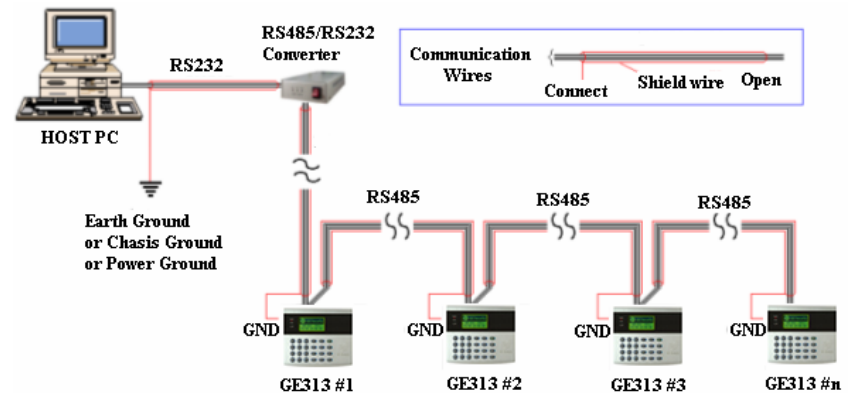 RS485/RS232
Converter
RS232
HOST PC
Communication
Wires
Connect
Shield wire
Open
Earth Ground
or Chasis Ground
or Power Ground
RS485
RS485
RS485
GND
GND
GND
GND
GE313 #1
GE313 #2
GE313 #3
GE313 #n